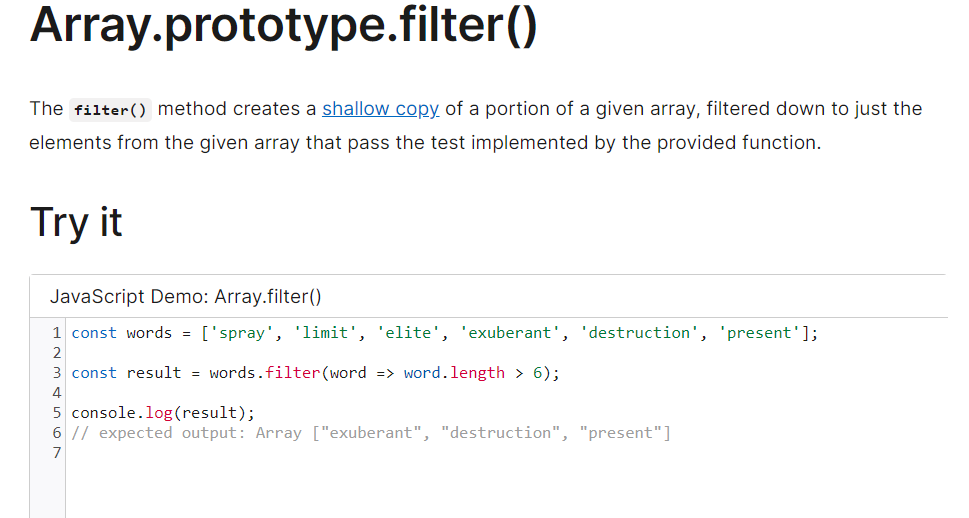 Array.prototype.filter()
The filter() method creates a shallow copy of a portion of a given array, filtered down to just the
elements from the given array that pass the test implemented by the provided function.
Try it
JavaScript Demo: Array.filter()
1 const words = ['spray', 'limit', 'elite', 'exuberant', 'destruction', 'present'];
2
3 const result = words.filter(word => word.length > 6);
4
5 console.log(result);
6 // expected output: Array ["exuberant", "destruction", "present"]
7